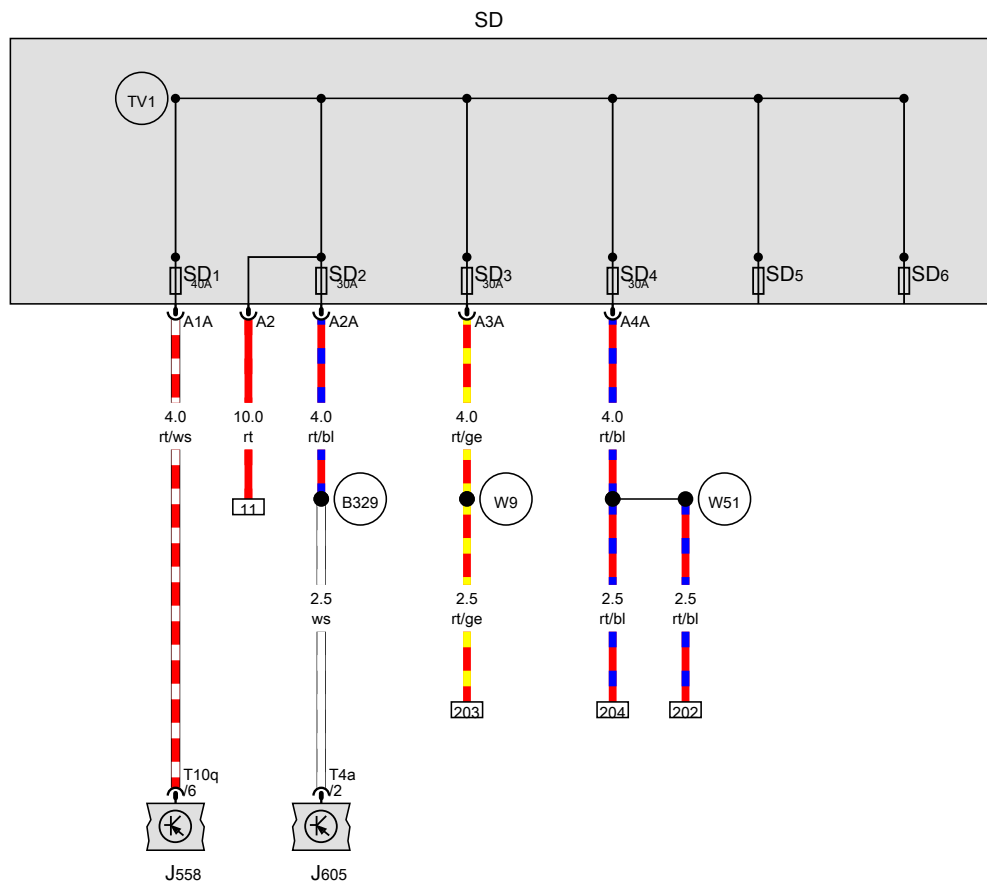 SD
TV1
SD1
40A
SD2
30A
SD3
30A
SD4
30A
SD5
SD6
A1A
A2
A2A
A3A
A4A
4.0
rt/ws
10.0
rt
4.0
rt/bl
4.0
rt/ge
4.0
rt/bl
11
B329
W9
W51
2.5
ws
2.5
rt/ge
2.5
rt/bl
2.5
rt/bl
203
204
202
T10q
/6
T4a
/2
J558
J605